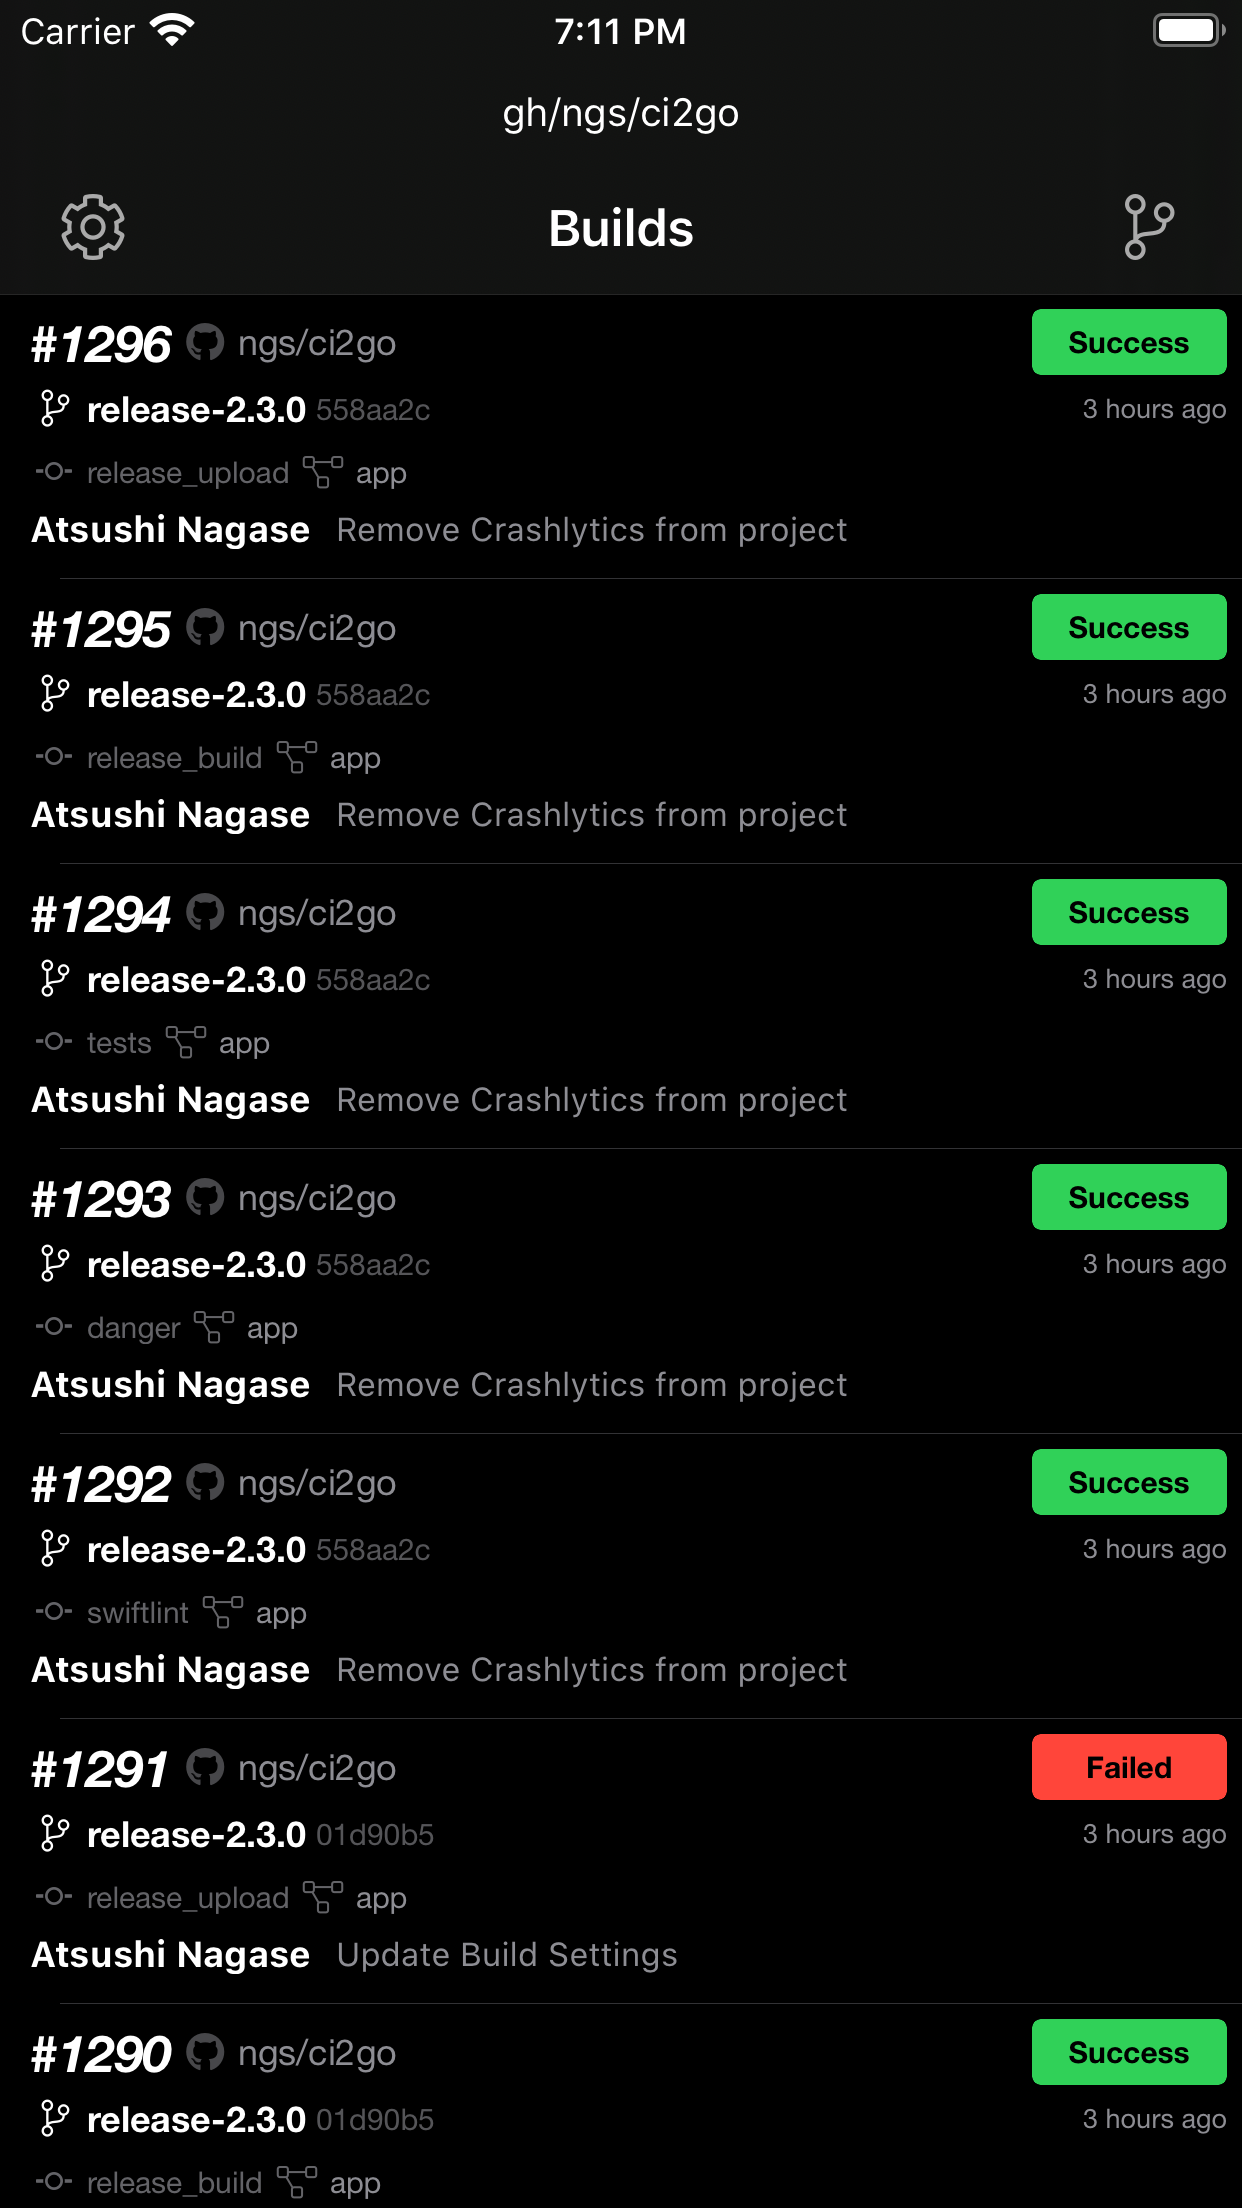 Carrier 7:11 PM
gh/ngs/ci2go
Builds
#1296 ngs/ci2go Success
release-2.3.0 558aa2c 3 hours ago
release_upload app
Atsushi Nagase Remove Crashlytics from project
#1295 ngs/ci2go Success
release-2.3.0 558aa2c 3 hours ago
release_build app
Atsushi Nagase Remove Crashlytics from project
#1294 ngs/ci2go Success
release-2.3.0 558aa2c 3 hours ago
tests app
Atsushi Nagase Remove Crashlytics from project
#1293 ngs/ci2go Success
release-2.3.0 558aa2c 3 hours ago
danger app
Atsushi Nagase Remove Crashlytics from project
#1292 ngs/ci2go Success
release-2.3.0 558aa2c 3 hours ago
swiftlint app
Atsushi Nagase Remove Crashlytics from project
#1291 ngs/ci2go Failed
release-2.3.0 01d90b5 3 hours ago
release_upload app
Atsushi Nagase Update Build Settings
#1290 ngs/ci2go Success
release-2.3.0 01d90b5 3 hours ago
release_build app